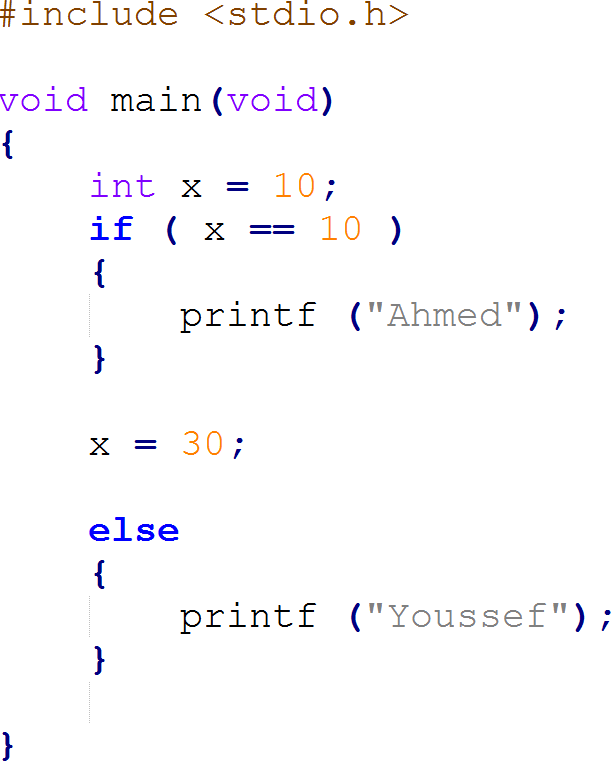 #include <stdio.h>
void main(void)
{
int x = 10;
if ( x == 10 )
{
printf ("Ahmed");
}
x = 30;
else
{
printf ("Youssef");
}
}